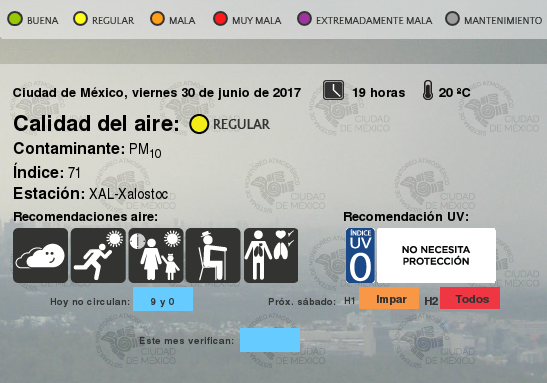 BUENA REGULAR MALA MUY MALA EXTREMADAMENTE MALA MANTENIMIENTO
Ciudad de México, viernes 30 de junio de 2017 19 horas 20 ºC
Calidad del aire: REGULAR
Contaminante: PM10
Índice: 71
Estación: XAL-Xalostoc
Recomendaciones aire: Recomendación UV:
ÍNDICE
UV
0
NO NECESITA
PROTECCIÓN
Hoy no circulan: 9 y 0 Próx. sábado: H1 Impar H2 Todos
Este mes verifican:
CIUDAD
DE MÉXICO